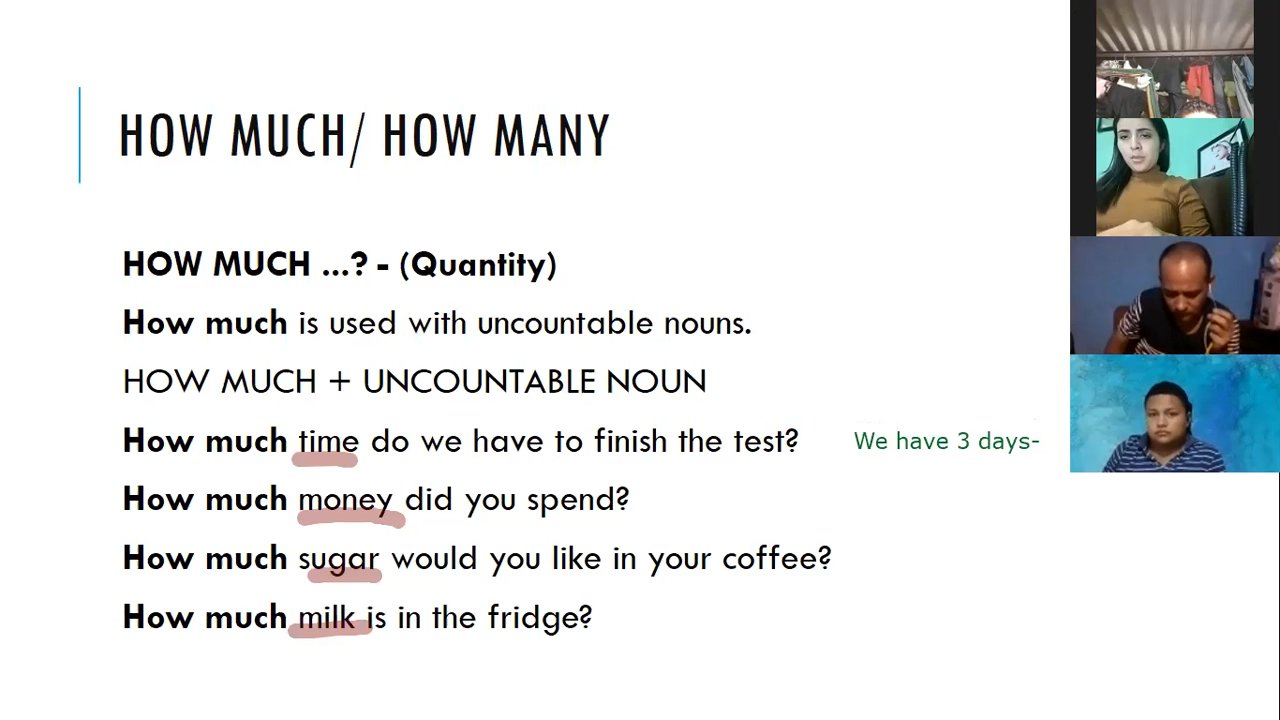 HOW MUCH/ HOW MANY
HOW MUCH ...? - (Quantity)
How much is used with uncountable nouns.
HOW MUCH + UNCOUNTABLE NOUN
How much time do we have to finish the test? We have 3 days-
How much money did you spend?
How much sugar would you like in your coffee?
How much milk is in the fridge?